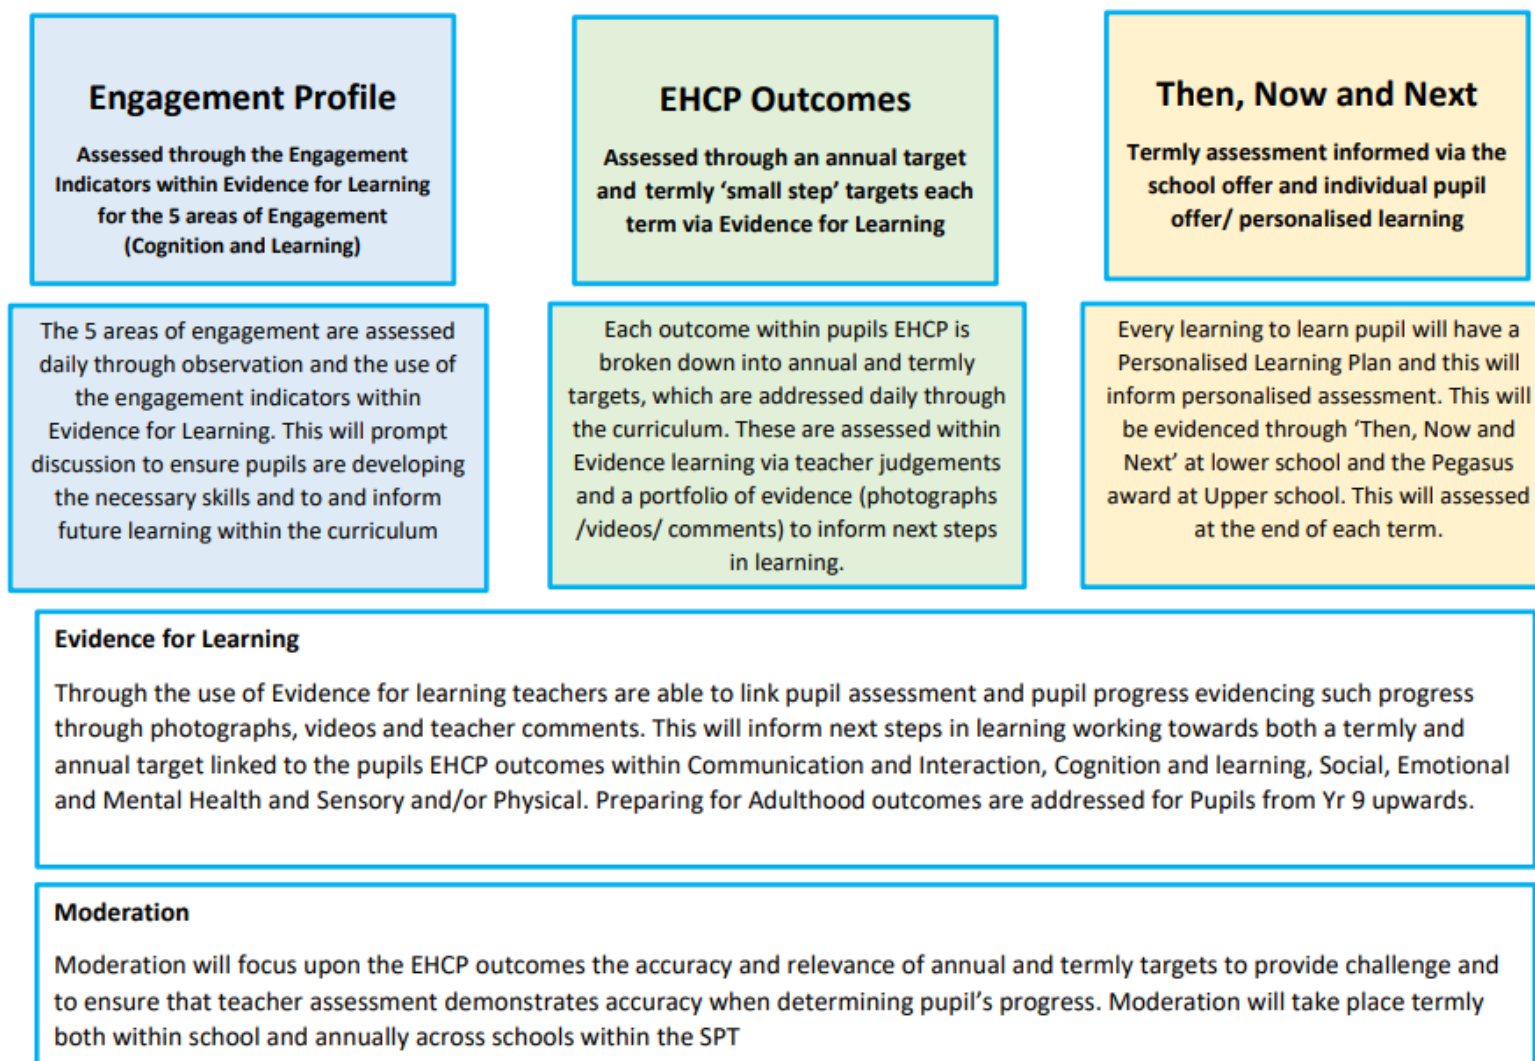 Engagement Profile
Assessed through the Engagement
Indicators within Evidence for Learning
for the 5 areas of Engagement
(Cognition and Learning)
The 5 areas of engagement are assessed
daily through observation and the use of
the engagement indicators within
Evidence for Learning. This will prompt
discussion to ensure pupils are developing
the necessary skills and to and inform
future learning within the curriculum
EHCP Outcomes
Assessed through an annual target
and termly ‘small step’ targets each
term via Evidence for Learning
Each outcome within pupils EHCP is
broken down into annual and termly
targets, which are addressed daily through
the curriculum. These are assessed within
Evidence learning via teacher judgements
and a portfolio of evidence (photographs
/videos/ comments) to inform next steps
in learning.
Then, Now and Next
Termly assessment informed via the
school offer and individual pupil
offer/ personalised learning
Every learning to learn pupil will have a
Personalised Learning Plan and this will
inform personalised assessment. This will
be evidenced through ‘Then, Now and
Next’ at lower school and the Pegasus
award at Upper school. This will assessed
at the end of each term.
Evidence for Learning
Through the use of Evidence for learning teachers are able to link pupil assessment and pupil progress evidencing such progress
through photographs, videos and teacher comments. This will inform next steps in learning working towards both a termly and
annual target linked to the pupils EHCP outcomes within Communication and Interaction, Cognition and learning, Social, Emotional
and Mental Health and Sensory and/or Physical. Preparing for Adulthood outcomes are addressed for Pupils from Yr 9 upwards.
Moderation
Moderation will focus upon the EHCP outcomes the accuracy and relevance of annual and termly targets to provide challenge and
to ensure that teacher assessment demonstrates accuracy when determining pupil’s progress. Moderation will take place termly
both within school and annually across schools within the SPT